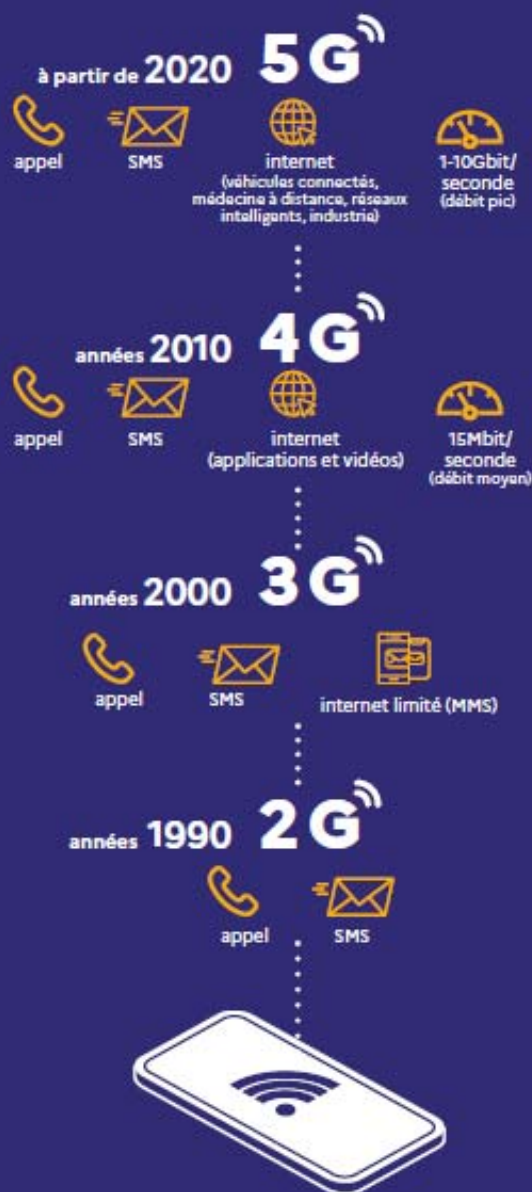 à partir de 2020 5G
appel
SMS
internet
(véhicules connectés,
médecine à distance, réseaux
intelligents, industrie)
1-10Gbit/
seconde
(débit pic)
années 2010 4G
appel
SMS
internet
(applications et vidéos)
15Mbit/
seconde
(débit moyen)
années 2000 3G
appel
SMS
internet limité (MMS)
années 1990 2G
appel
SMS